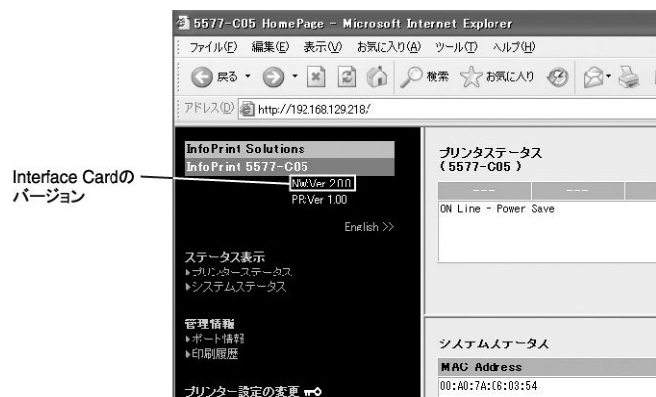 5577-C05 HomePage - Microsoft Internet Explorer
ファイル(F) 編集(E) 表示(V) お気に入り(A) ツール(T) ヘルプ(H)
戻る 検索 お気に入り
アドレス(D) http://192.168.129.218/
InfoPrint Solutions
InfoPrint 5577-C05
NW:Ver 2.0.0
PR:Ver 1.00
English >>
Interface Cardの
バージョン
ステータス表示
プリンターステータス
システムステータス
管理情報
ポート情報
印刷履歴
プリンター設定の変更
プリンタステータス
( 5577-C05 )
--- ---
ON Line - Power Save
システムステータス
MAC Address
00:A0:7A:C6:03:54